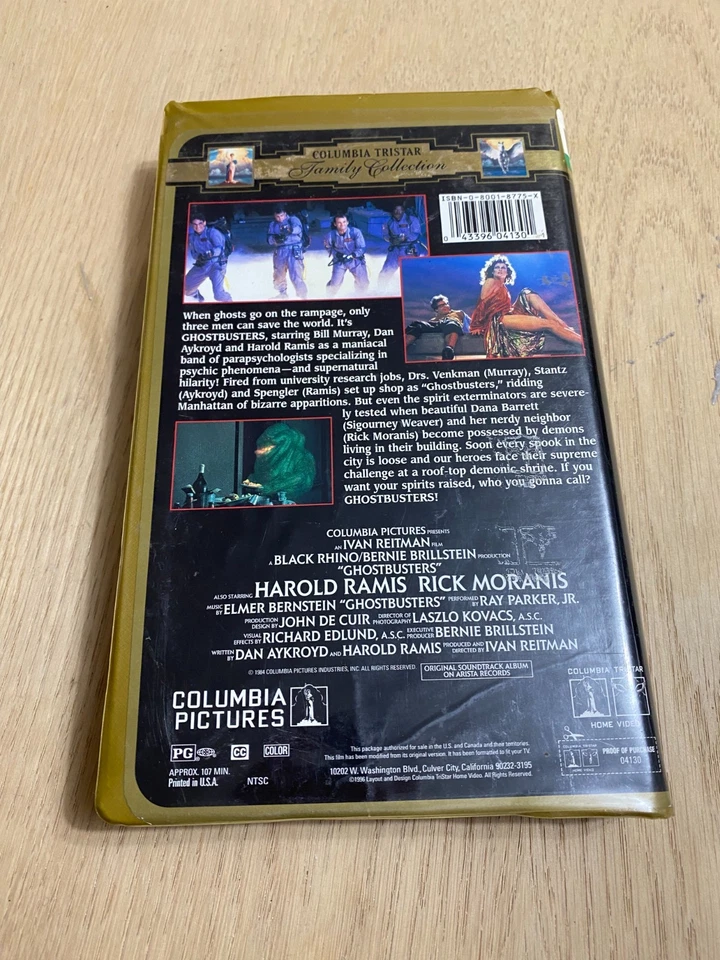 COLUMBIA TRISTAR
Family Collection
ISBN-0-8001-8775-X
0 43396 04130
When ghosts go on the rampage, only
three men can save the world. It's
GHOSTBUSTERS, starring Bill Murray, Dan
Aykroyd and Harold Ramis as a maniacal
band of parapsychologists specializing in
psychic phenomena—and supernatural
hilarity! Fired from university research jobs, Drs. Venkman (Murray), Stantz
(Aykroyd) and Spengler (Ramis) set up shop as "Ghostbusters," ridding
Manhattan of bizarre apparitions. But even the spirit exterminators are severe-
ly tested when beautiful Dana Barrett
(Sigourney Weaver) and her nerdy neighbor
(Rick Moranis) become possessed by demons
living in their building. Soon every spook in the
city is loose and our heroes face their supreme
challenge at a roof-top demonic shrine. If you
want your spirits raised, who you gonna call?
GHOSTBUSTERS!
COLUMBIA PICTURES PRESENTS
AN IVAN REITMAN FILM
A BLACK RHINO/BERNIE BRILLSTEIN PRODUCTION
"GHOSTBUSTERS"
ALSO STARRING HAROLD RAMIS RICK MORANIS
MUSIC BY ELMER BERNSTEIN "GHOSTBUSTERS" PERFORMED BY RAY PARKER, JR.
PRODUCTION DESIGN BY JOHN DE CUIR DIRECTOR OF PHOTOGRAPHY LASZLO KOVACS, A.S.C.
VISUAL EFFECTS BY RICHARD EDLUND, A.S.C. EXECUTIVE PRODUCER BERNIE BRILLSTEIN
WRITTEN BY DAN AYKROYD AND HAROLD RAMIS PRODUCED AND DIRECTED BY IVAN REITMAN
© 1984 COLUMBIA PICTURES INDUSTRIES, INC. ALL RIGHTS RESERVED.
ORIGINAL SOUNDTRACK ALBUM
ON ARISTA RECORDS
COLUMBIA
PICTURES
COLUMBIA TRISTAR
HOME VIDEO
PG
CC
COLOR
APPROX. 107 MIN.
Printed in U.S.A.
NTSC
This package authorized for sale in the U.S. and Canada and their territories.
This film has been modified from its original version. It has been formatted to fit your TV.
10202 W. Washington Blvd., Culver City, California 90232-3195
©1996 Layout and Design Columbia TriStar Home Video. All Rights Reserved.
PROOF OF PURCHASE
04130
HOME VIDEO